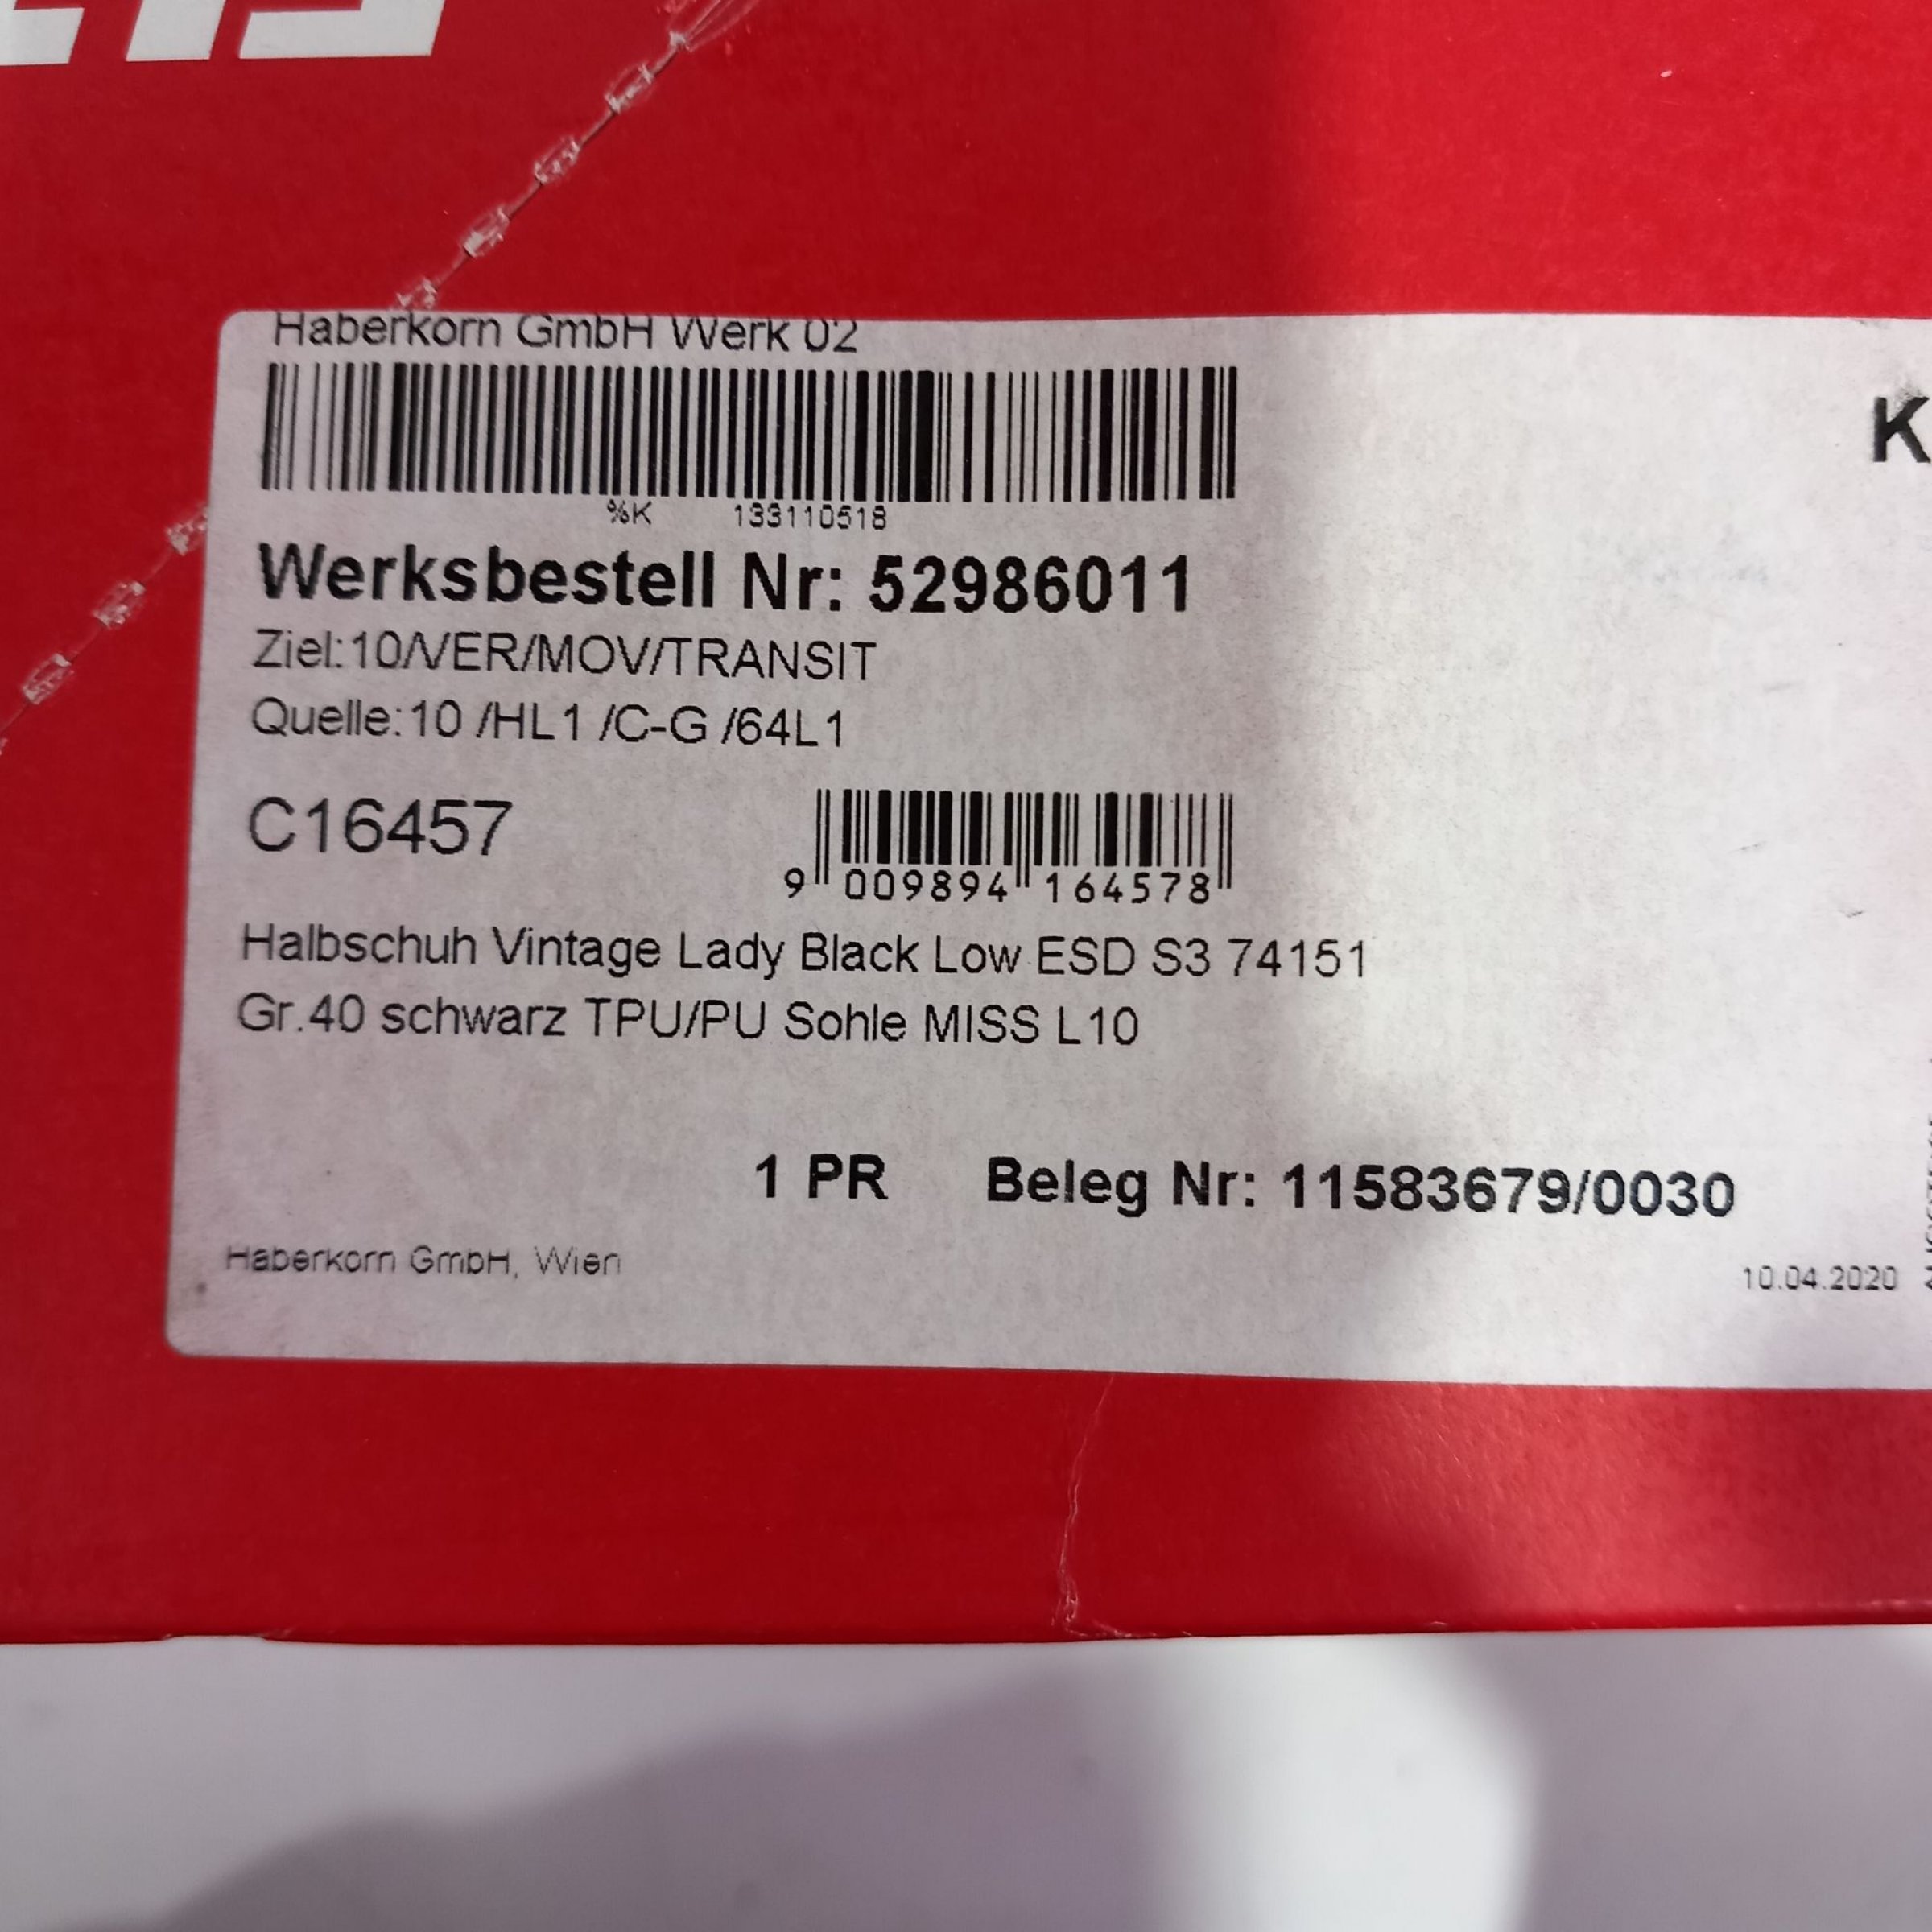 Haberkorn GmbH Werk 02
K
%K 133110518
Werksbestell Nr: 52986011
Ziel:10/VER/MOV/TRANSIT
Quelle:10 /HL1 /C-G /64L1
C16457
9 009894 164578
Halbschuh Vintage Lady Black Low ESD S3 74151
Gr.40 schwarz TPU/PU Sohle MISS L10
1 PR Beleg Nr: 11583679/0030
Haberkorn GmbH, Wien
10.04.2020